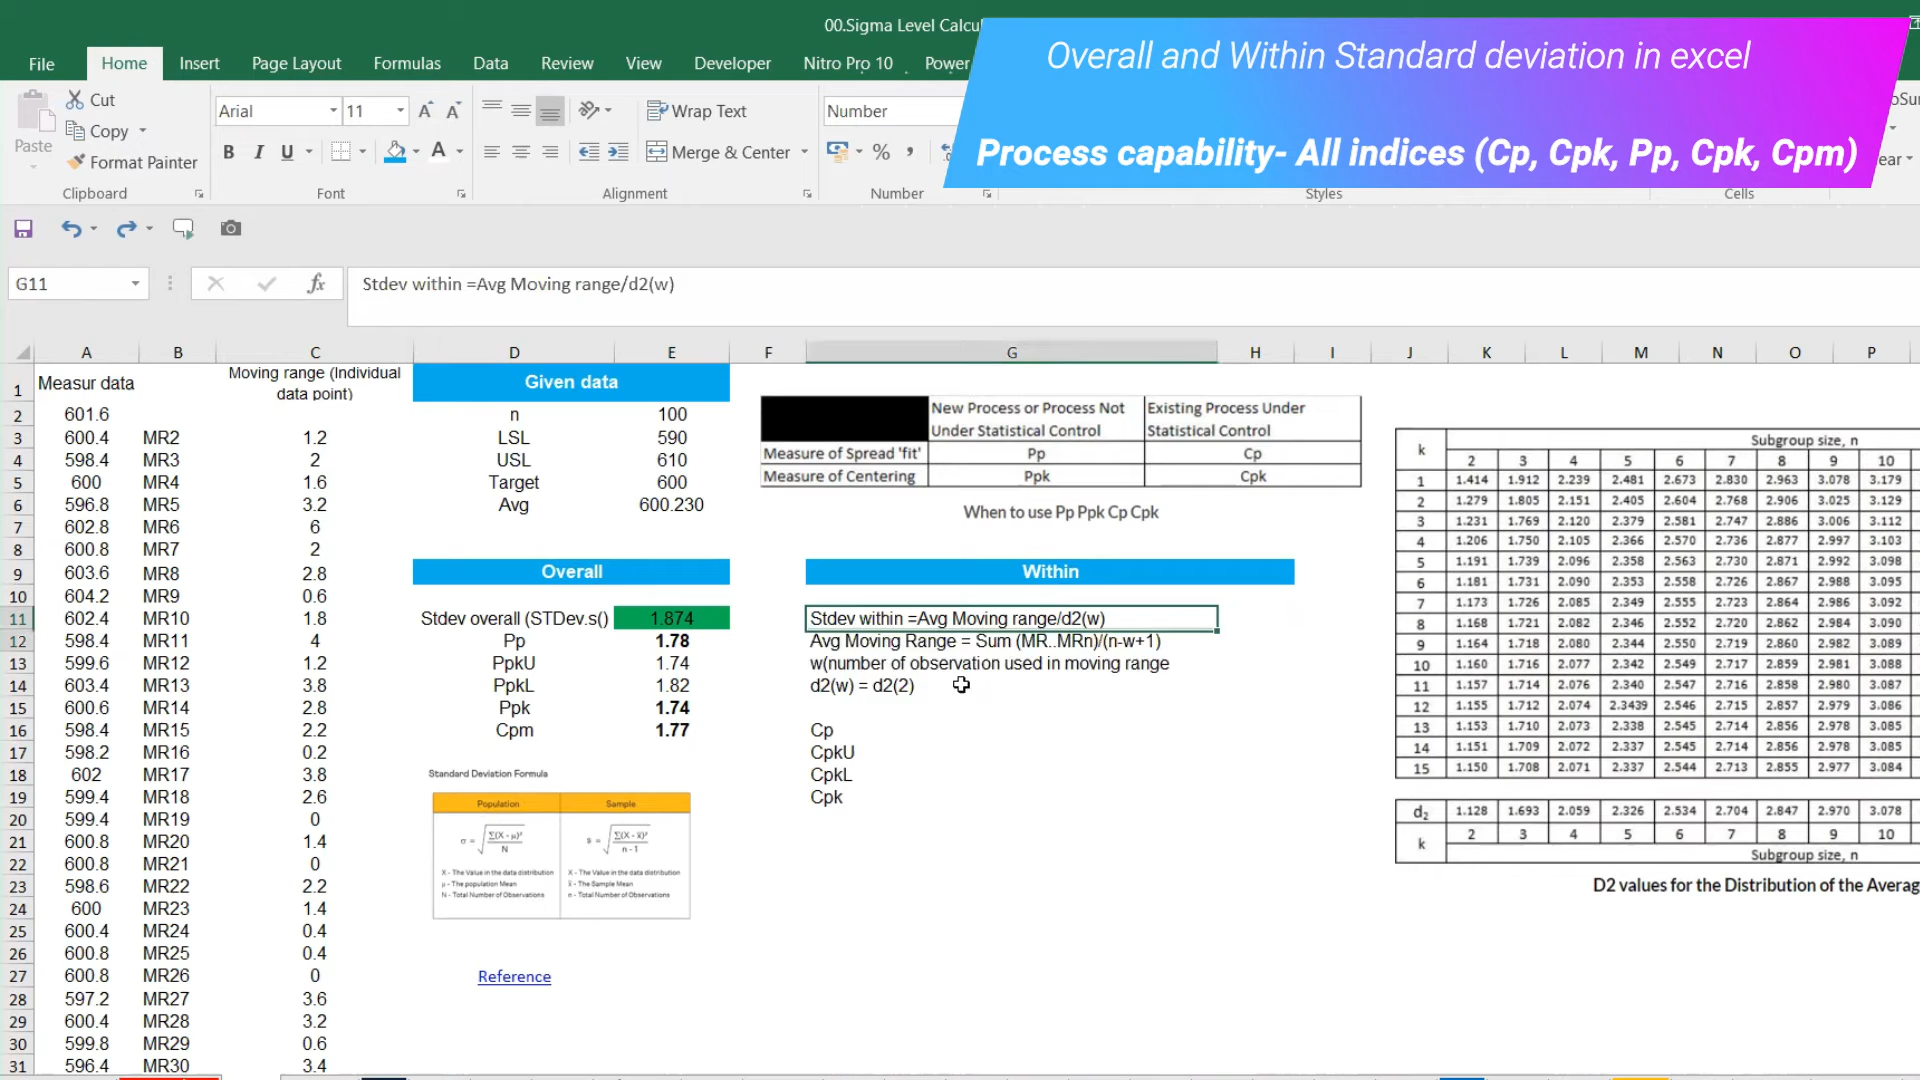 00.Sigma Level Calcu
Overall and Within Standard deviation in excel
Process capability- All indices (Cp, Cpk, Pp, Cpk, Cpm)
File Home Insert Page Layout Formulas Data Review View Developer Nitro Pro 10 Power
Cut
Copy
Format Painter
Paste
Clipboard
Arial 11
B I U
Font
Wrap Text
Merge & Center
Alignment
Number
%
Number
Styles
Cells
G11
fx
Stdev within =Avg Moving range/d2(w)
A B C D E F G H I J K L M N O P
1 Measur data Moving range (Individual data point) Given data
2 601.6 n 100
3 600.4 MR2 1.2 LSL 590
4 598.4 MR3 2 USL 610
5 600 MR4 1.6 Target 600
6 596.8 MR5 3.2 Avg 600.230
7 602.8 MR6 6
8 600.8 MR7 2
9 603.6 MR8 2.8 Overall Within
10 604.2 MR9 0.6
11 602.4 MR10 1.8 Stdev overall (STDev.s() 1.874 Stdev within =Avg Moving range/d2(w)
12 598.4 MR11 4 Pp 1.78 Avg Moving Range = Sum (MR..MRn)/(n-w+1)
13 599.6 MR12 1.2 PpkU 1.74 w(number of observation used in moving range
14 603.4 MR13 3.8 PpkL 1.82 d2(w) = d2(2)
15 600.6 MR14 2.8 Ppk 1.74
16 598.4 MR15 2.2 Cpm 1.77 Cp
17 598.2 MR16 0.2 CpkU
18 602 MR17 3.8 CpkL
19 599.4 MR18 2.6 Cpk
20 599.4 MR19 0
21 600.8 MR20 1.4
22 600.8 MR21 0
23 598.6 MR22 2.2
24 600 MR23 1.4
25 600.4 MR24 0.4
26 600.8 MR25 0.4
27 600.8 MR26 0 Reference
28 597.2 MR27 3.6
29 600.4 MR28 3.2
30 599.8 MR29 0.6
31 596.4 MR30 3.4
New Process or Process Not Under Statistical Control
Existing Process Under Statistical Control
Measure of Spread 'fit' Pp Cp
Measure of Centering Ppk Cpk
When to use Pp Ppk Cp Cpk
Standard Deviation Formula
Population Sample
σ = √Σ(X - μ)²/N
s = √Σ(X - x̄)²/n - 1
X - The Value in the data distribution
μ - The population Mean
N - Total Number of Observations
X - The Value in the data distribution
x̄ - The Sample Mean
n - Total Number of Observations
k Subgroup size, n
2 3 4 5 6 7 8 9 10
1 1.414 1.912 2.239 2.481 2.673 2.830 2.963 3.078 3.179
2 1.279 1.805 2.151 2.405 2.604 2.768 2.906 3.025 3.129
3 1.231 1.769 2.120 2.379 2.581 2.747 2.886 3.006 3.112
4 1.206 1.750 2.105 2.366 2.570 2.736 2.877 2.997 3.103
5 1.191 1.739 2.096 2.358 2.563 2.730 2.871 2.992 3.098
6 1.181 1.731 2.090 2.353 2.558 2.726 2.867 2.988 3.095
7 1.173 1.726 2.085 2.349 2.555 2.723 2.864 2.986 3.092
8 1.168 1.721 2.082 2.346 2.552 2.720 2.862 2.984 3.090
9 1.164 1.718 2.080 2.344 2.550 2.719 2.860 2.982 3.089
10 1.160 1.716 2.077 2.342 2.549 2.717 2.859 2.981 3.088
11 1.157 1.714 2.076 2.340 2.547 2.716 2.858 2.980 3.087
12 1.155 1.712 2.074 2.3439 2.546 2.715 2.857 2.979 3.086
13 1.153 1.710 2.073 2.338 2.545 2.714 2.856 2.978 3.085
14 1.151 1.709 2.072 2.337 2.545 2.714 2.856 2.978 3.085
15 1.150 1.708 2.071 2.337 2.544 2.713 2.855 2.977 3.084
d2 1.128 1.693 2.059 2.326 2.534 2.704 2.847 2.970 3.078
k 2 3 4 5 6 7 8 9 10
Subgroup size, n
D2 values for the Distribution of the Averag